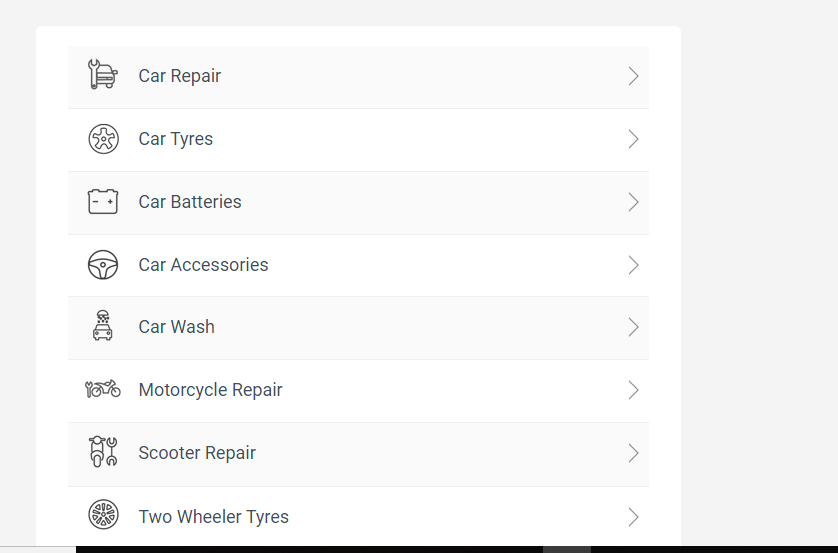 Car Repair
Car Tyres
Car Batteries
Car Accessories
Car Wash
Motorcycle Repair
Scooter Repair
Two Wheeler Tyres